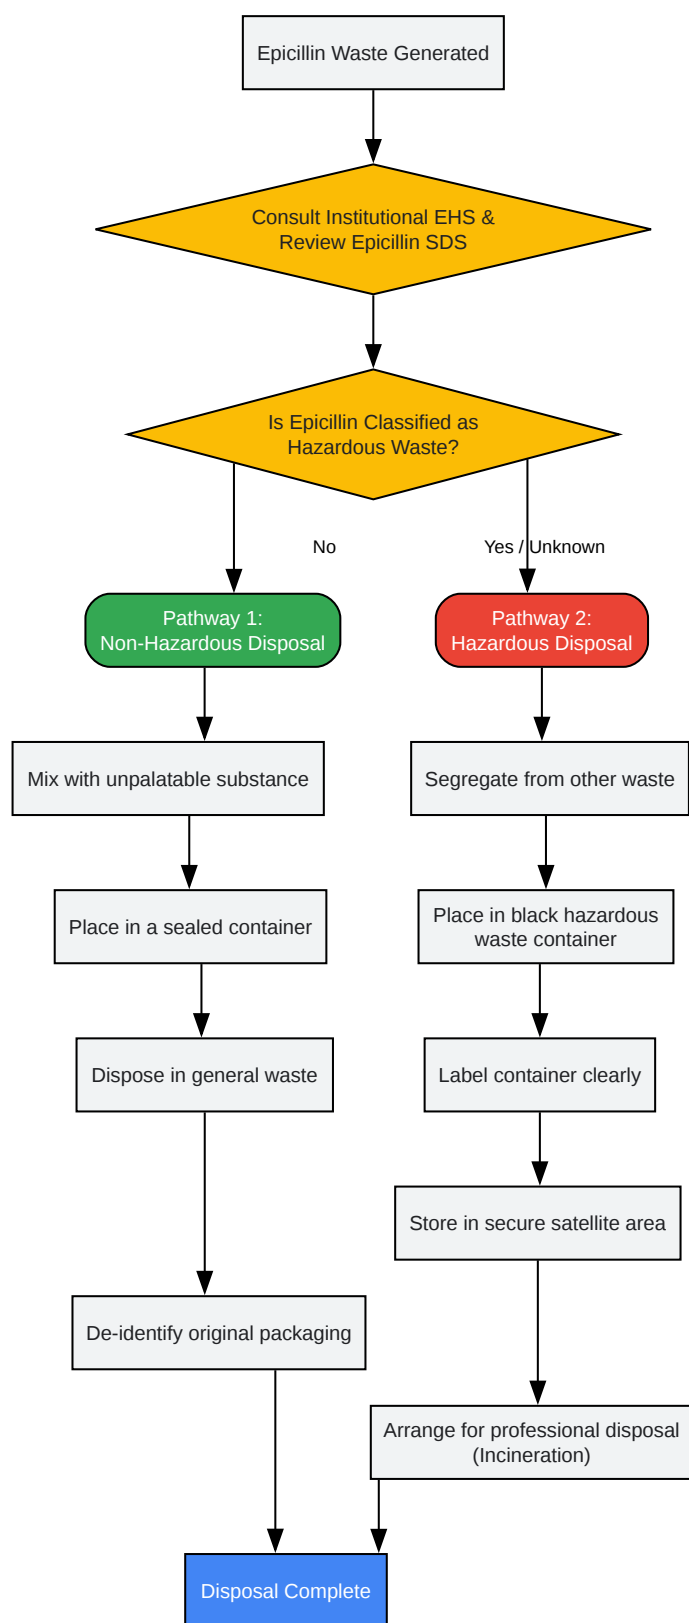 Epicillin Waste Generated
Consult Institutional EHS &
Review Epicillin SDS
Is Epicillin Classified as
Hazardous Waste?
No
Yes / Unknown
Pathway 1:
Non-Hazardous Disposal
Pathway 2:
Hazardous Disposal
Mix with unpalatable substance
Segregate from other waste
Place in a sealed container
Place in black hazardous
waste container
Dispose in general waste
Label container clearly
Store in secure satellite area
De-identify original packaging
Arrange for professional disposal
(Incineration)
Disposal Complete